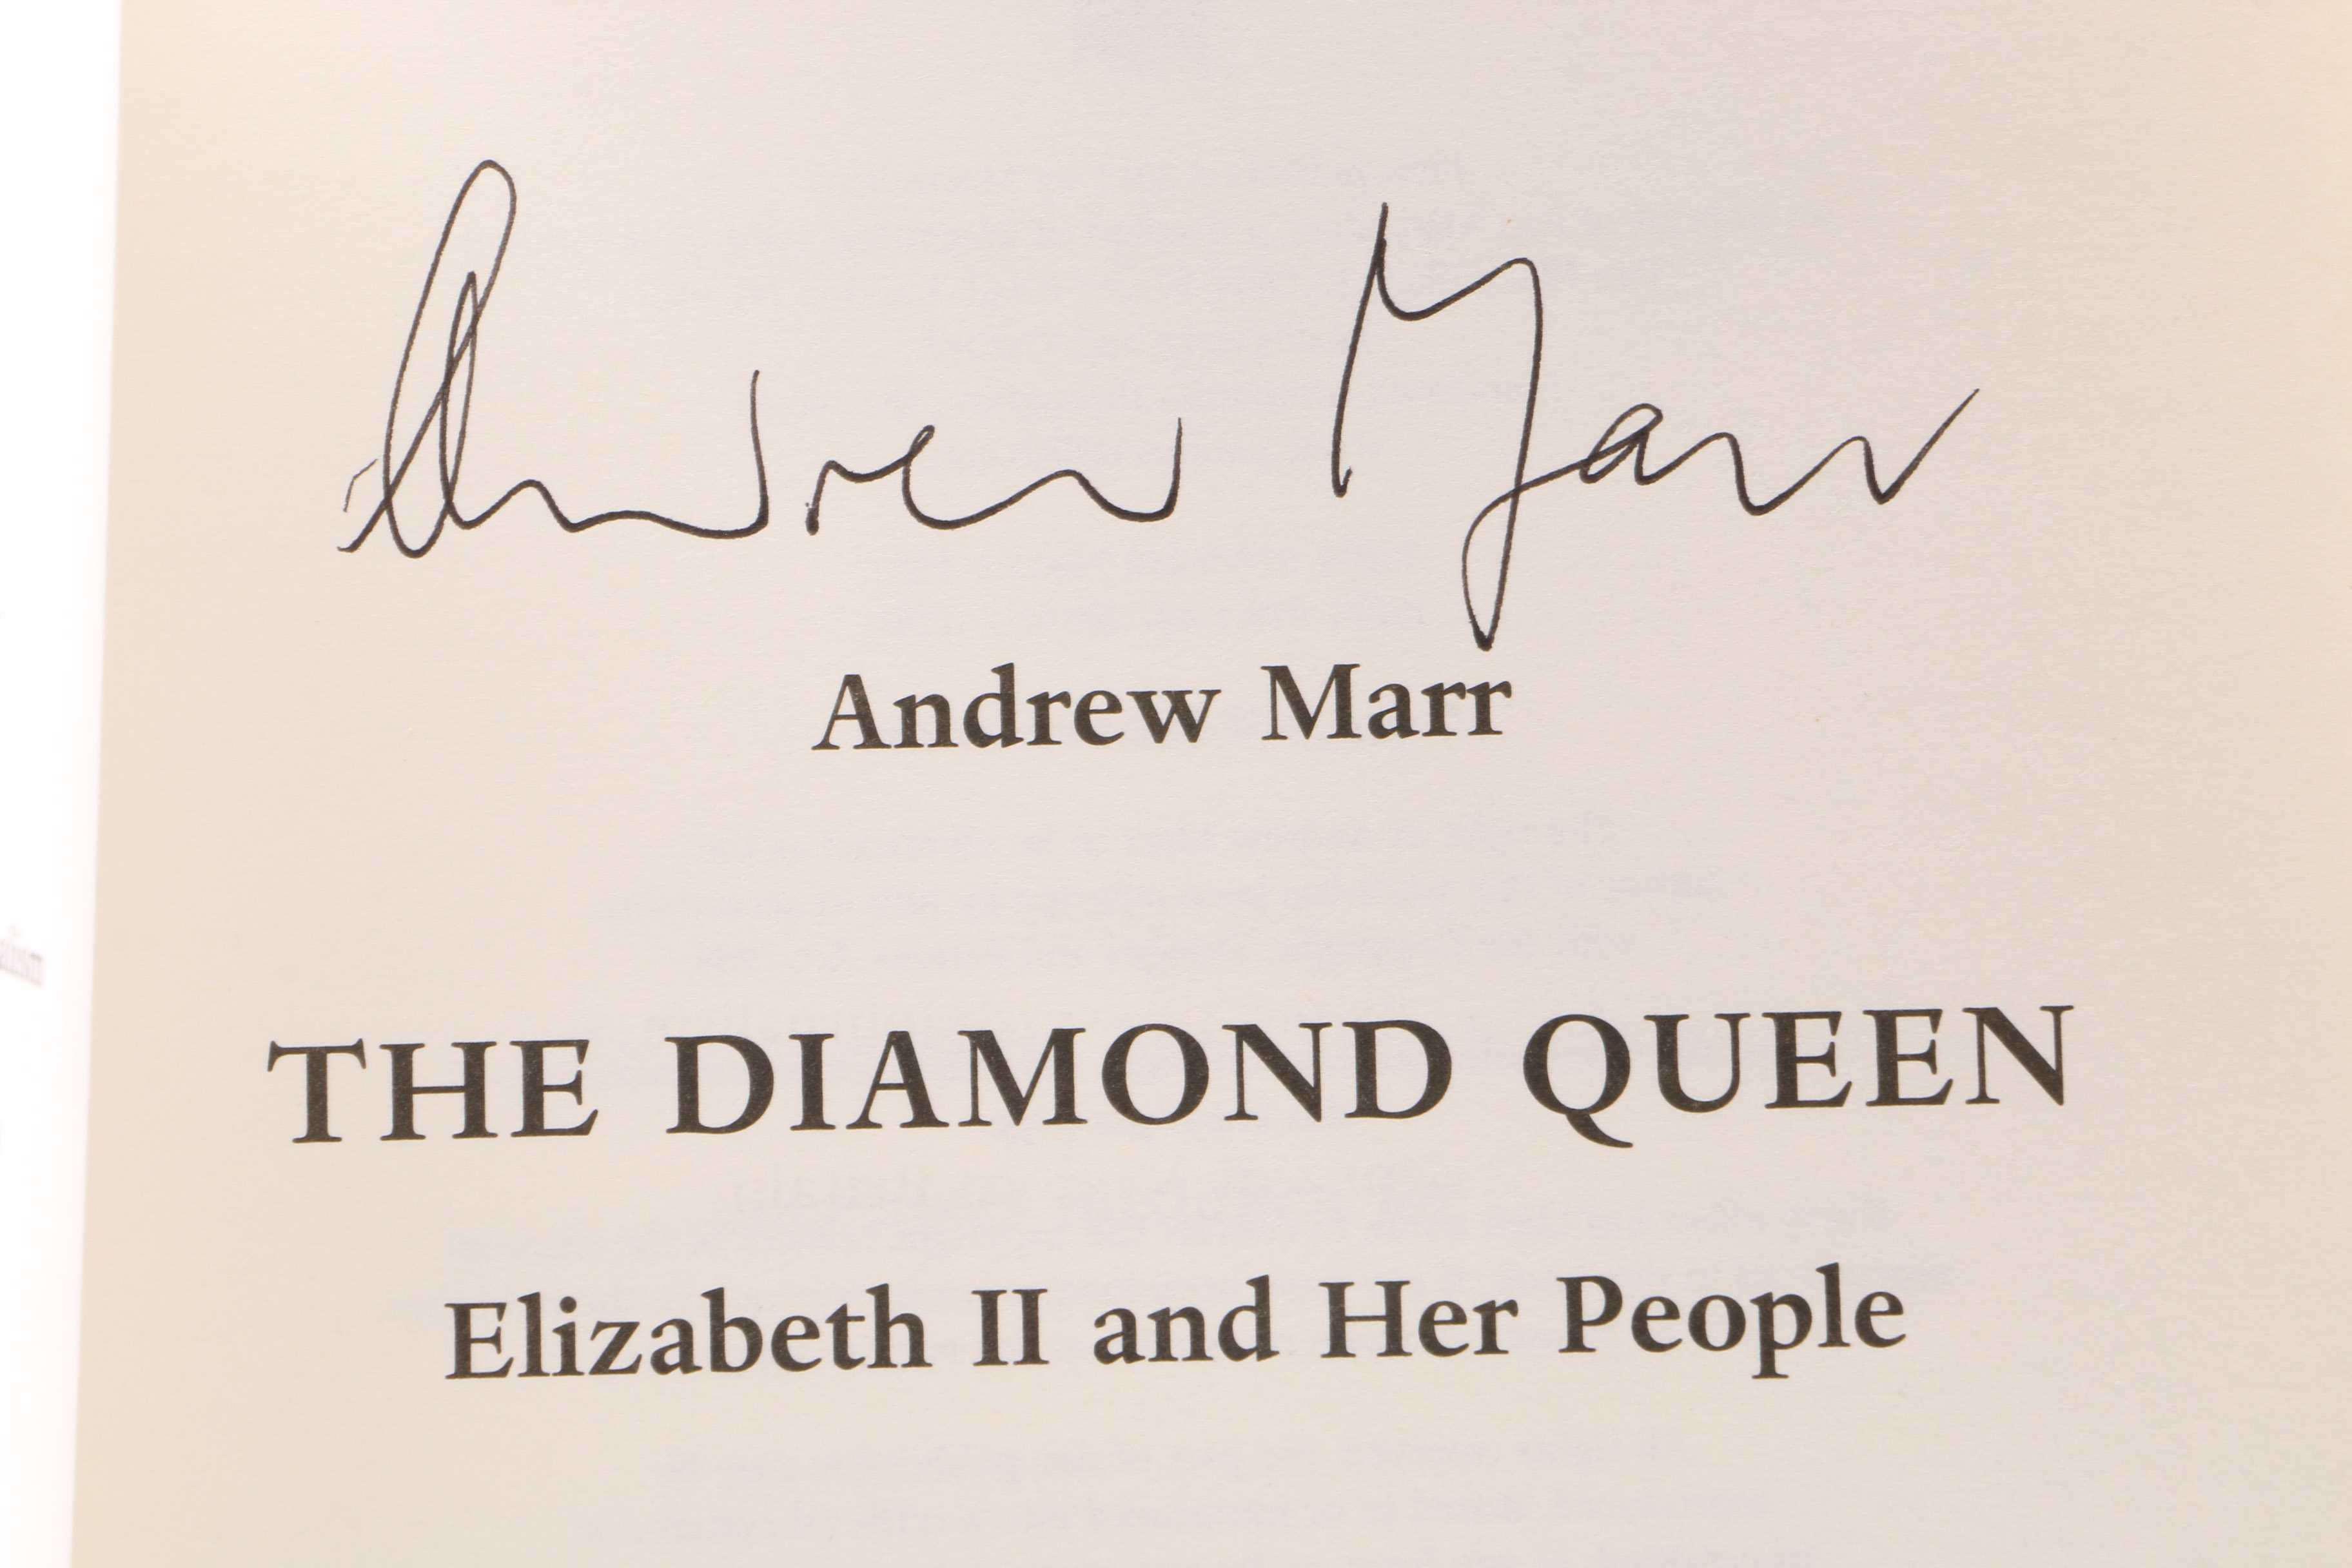 Andrew Marr
Andrew Marr
THE DIAMOND QUEEN
Elizabeth II and Her People